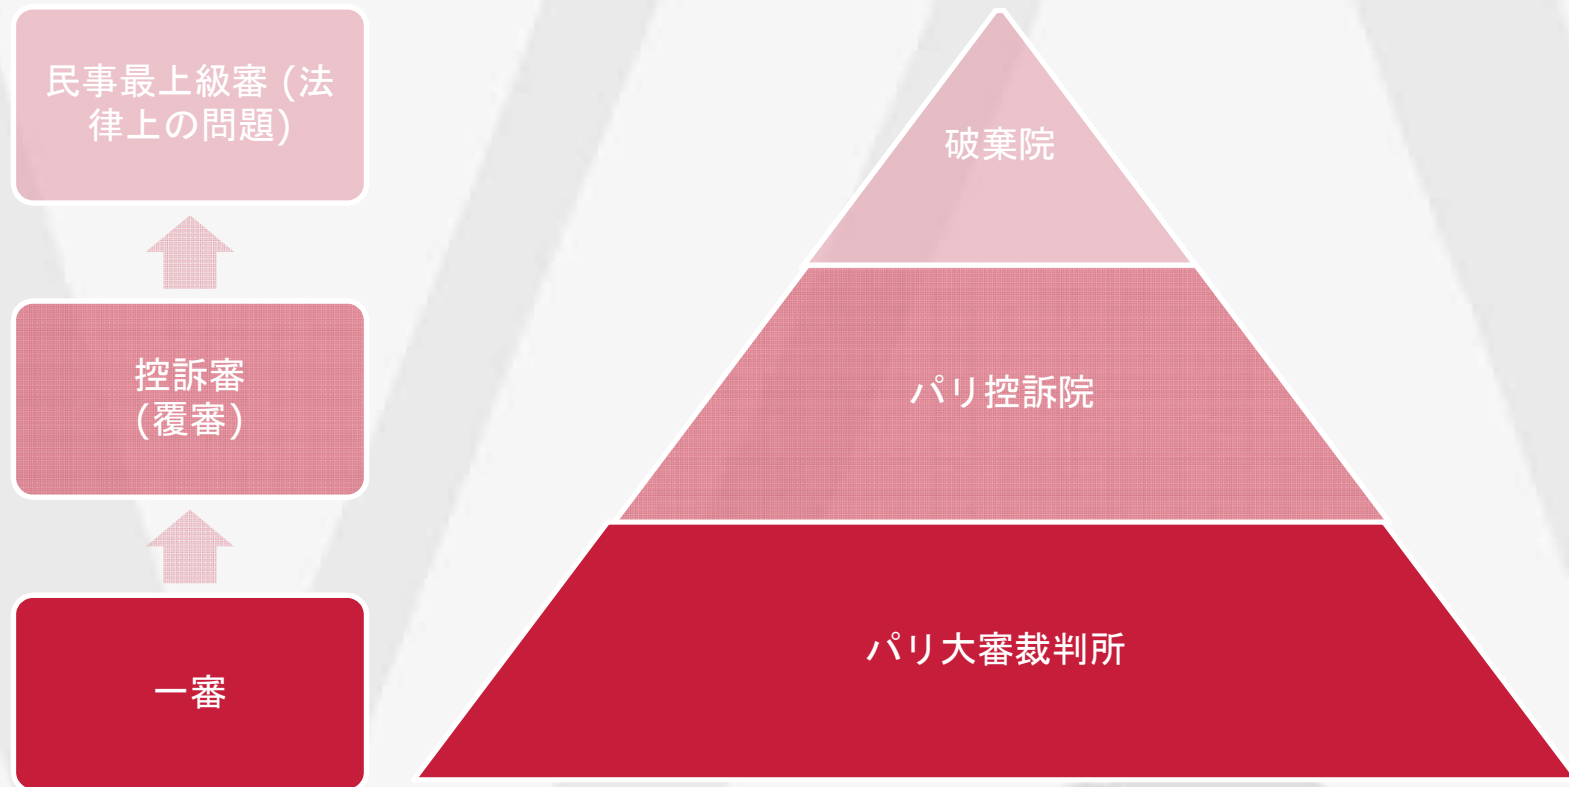 民事最上級審 (法
律上の問題)
破棄院
控訴審
(覆審)
パリ控訴院
一審
パリ大審裁判所